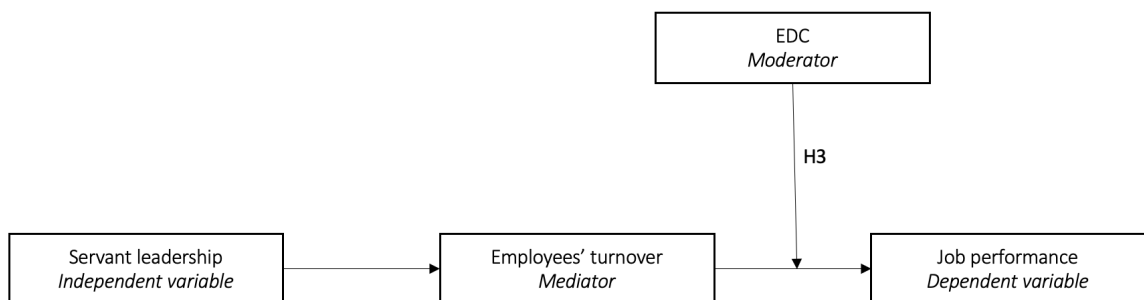 EDC
Moderator
H3
Servant leadership
Independent variable
Employees’ turnover
Mediator
Job performance
Dependent variable